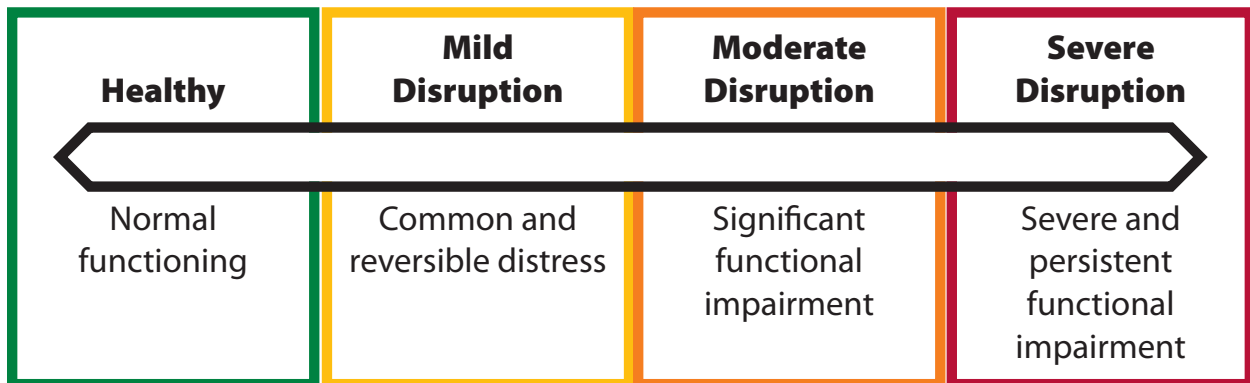 Healthy
Normal
functioning
Mild
Disruption
Common and
reversible distress
Moderate
Disruption
Significant
functional
impairment
Severe
Disruption
Severe and
persistent
functional
impairment